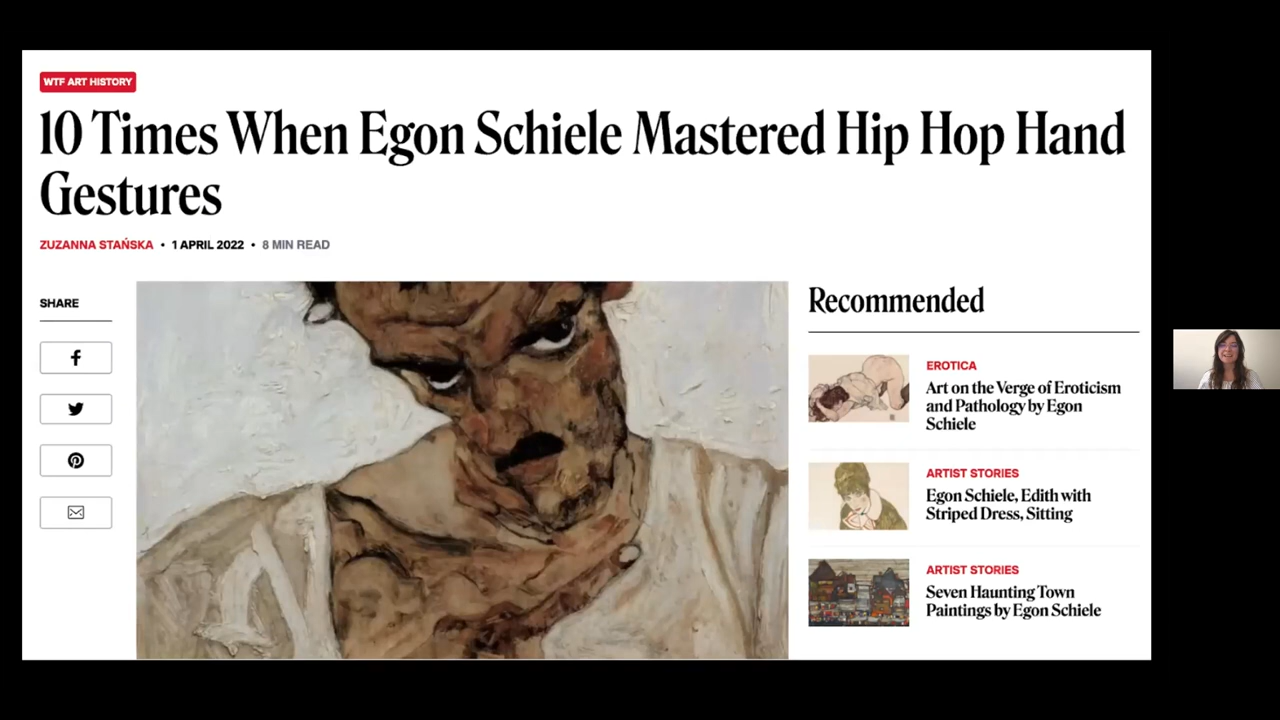 WTF ART HISTORY
10 Times When Egon Schiele Mastered Hip Hop Hand
Gestures
ZUZANNA STAŃSKA • 1 APRIL 2022 • 8 MIN READ
SHARE
Recommended
EROTICA
Art on the Verge of Eroticism
and Pathology by Egon
Schiele
ARTIST STORIES
Egon Schiele, Edith with
Striped Dress, Sitting
ARTIST STORIES
Seven Haunting Town
Paintings by Egon Schiele